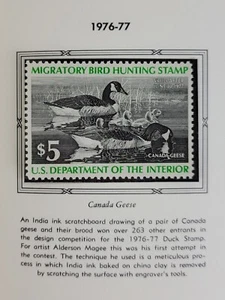 1976-77
MIGRATORY BIRD HUNTING STAMP
CANADA GEESE
$5
U.S. DEPARTMENT OF THE INTERIOR
Canada Geese
An India ink scratchboard drawing of a pair of Canada
geese and their brood won over 263 other entrants in
the design competition for the 1976-77 Duck Stamp.
For artist Alderson Magee this was his first attempt in
the contest. The technique he used is a meticulous pro-
cess in which India ink baked on china clay is removed
by scratching the surface with engraver's tools.